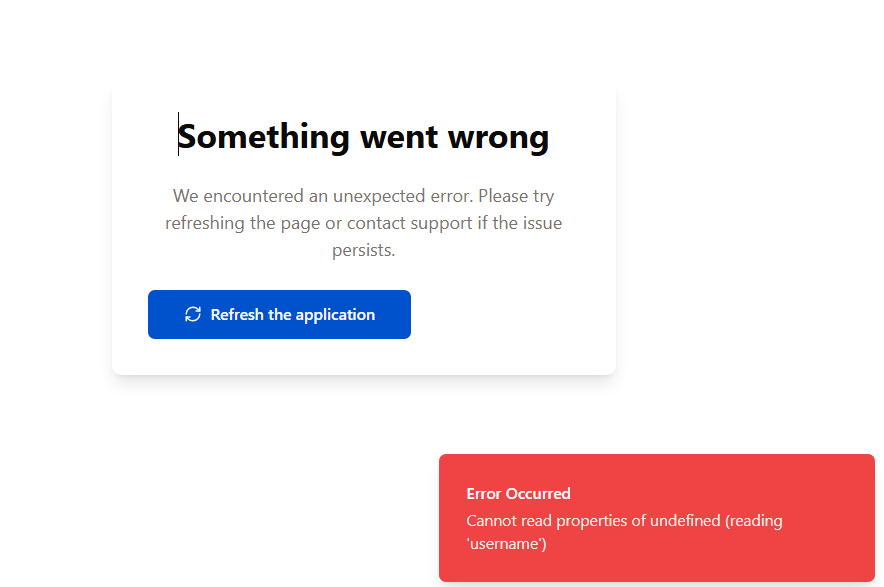 Something went wrong
We encountered an unexpected error. Please try
refreshing the page or contact support if the issue
persists.
Refresh the application
Error Occurred
Cannot read properties of undefined (reading
'username')